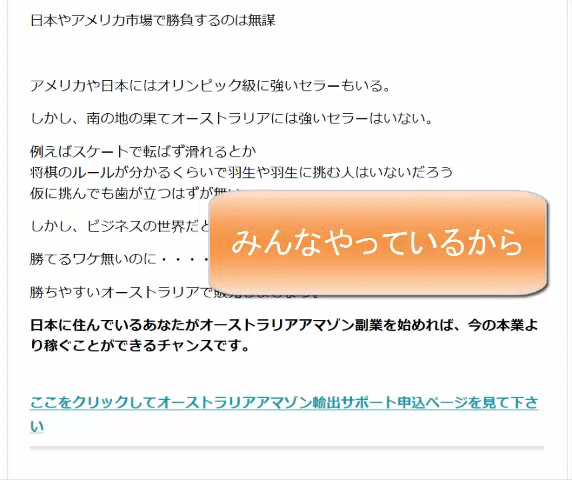 日本やアメリカ市場で勝負するのは無謀
アメリカや日本にはオリンピック級に強いセラーもいる。
しかし、南の地の果てオーストラリアには強いセラーはいない。
例えばスケートで転ばず滑れるとか
将棋のルールが分かるくらいで羽生や羽生に挑む人はいないだろう
仮に挑んでも歯が立つはずが無い
しかし、ビジネスの世界だと
みんなやっているから
勝てるワケ無いのに・・・・
勝ちやすいオーストラリアで販売しましょう。
日本に住んでいるあなたがオーストラリアアマゾン副業を始めれば、今の本業よ
り稼ぐことができるチャンスです。
ここをクリックしてオーストラリアアマゾン輸出サポート申込ページを見て下さ
い